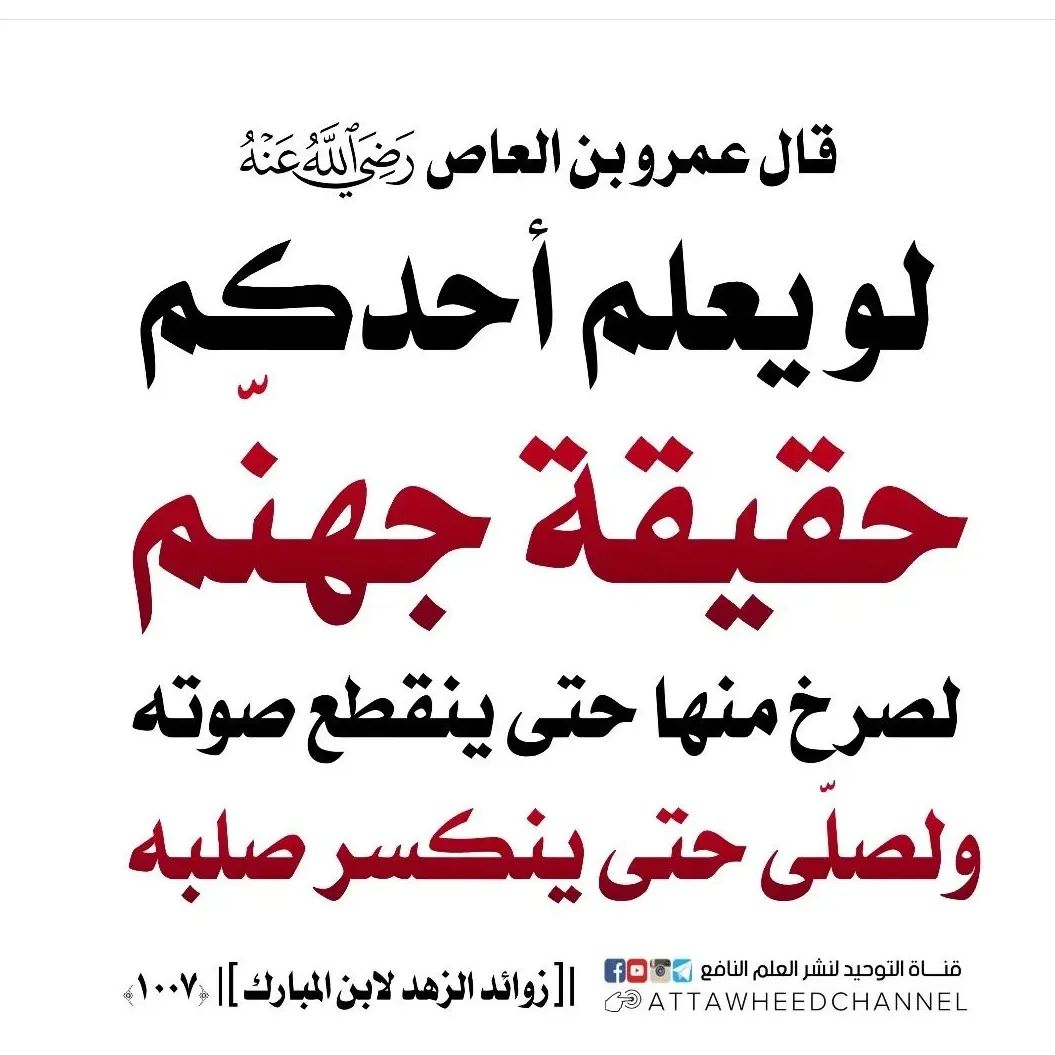 قال عمرو بن العاص رَضِيَ ٱللَّهُ عَنْهُ
لو يعلم أحدكم
حقيقة جهنّم
لصرخ منها حتى ينقطع صوته
ولصلّى حتى ينكسر صلبه
قناة التوحيد لنشر العلم النافع
ATTAWHEEDCHANNEL
|[ زوائد الزهد لابن المبارك ]| ﴿١٠٠٧﴾